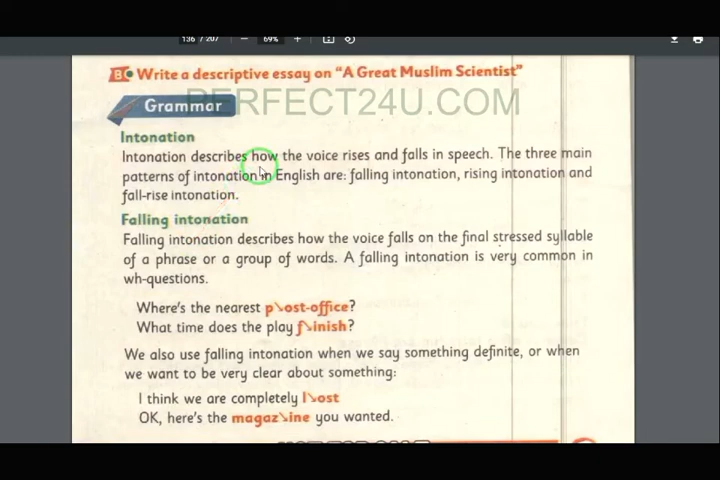 136 / 207
69%
B Write a descriptive essay on “A Great Muslim Scientist”
PERFECT24U.COM
Grammar
Intonation
Intonation describes how the voice rises and falls in speech. The three main
patterns of intonation in English are: falling intonation, rising intonation and
fall-rise intonation.
Falling intonation
Falling intonation describes how the voice falls on the final stressed syllable
of a phrase or a group of words. A falling intonation is very common in
wh-questions.
Where's the nearest p↘ost-office?
What time does the play f↘inish?
We also use falling intonation when we say something definite, or when
we want to be very clear about something:
I think we are completely l↘ost
OK, here's the magaz↘ine you wanted.